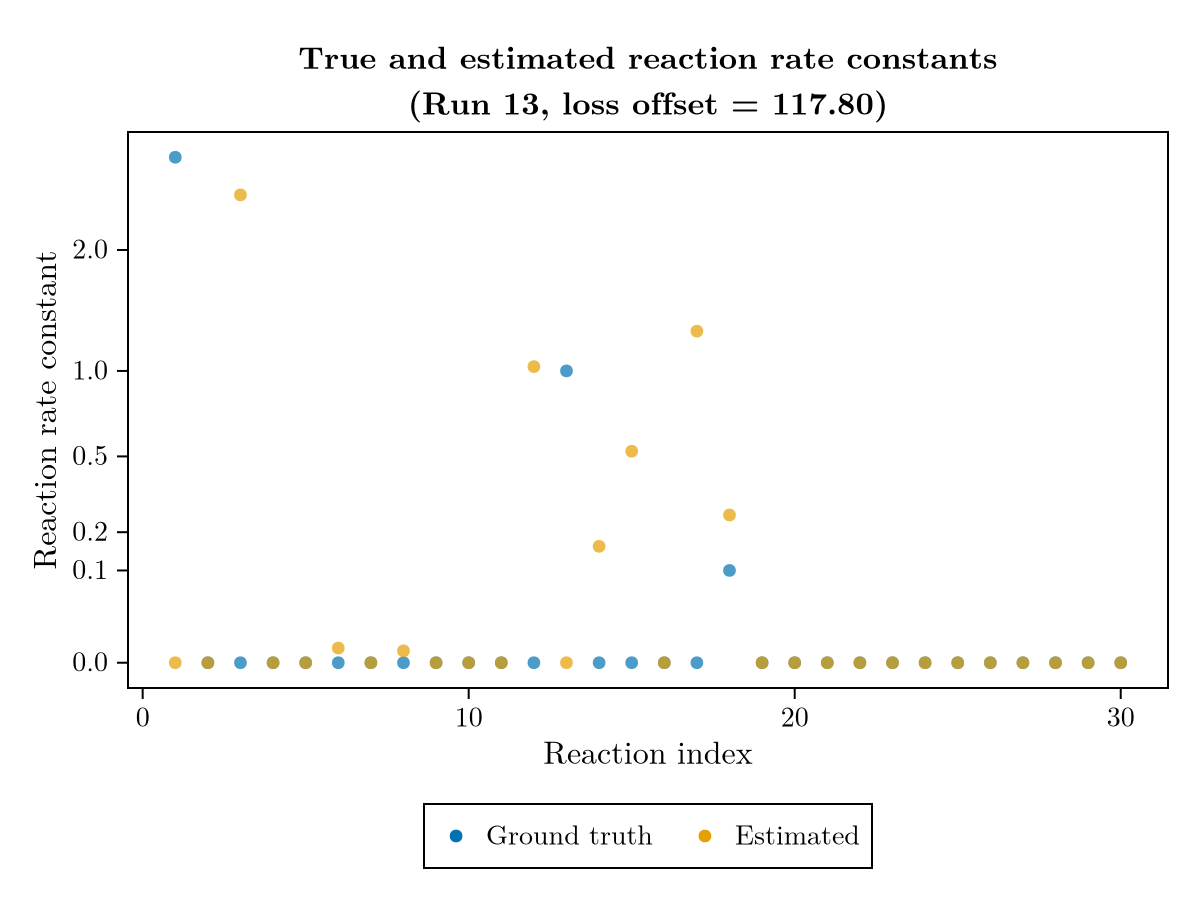 True and estimated reaction rate constants
(Run 13, loss offset = 117.80)
Reaction rate constant
2.0
1.0
0.5
0.2
0.1
0.0
0 10 20 30
Reaction index
Ground truth Estimated